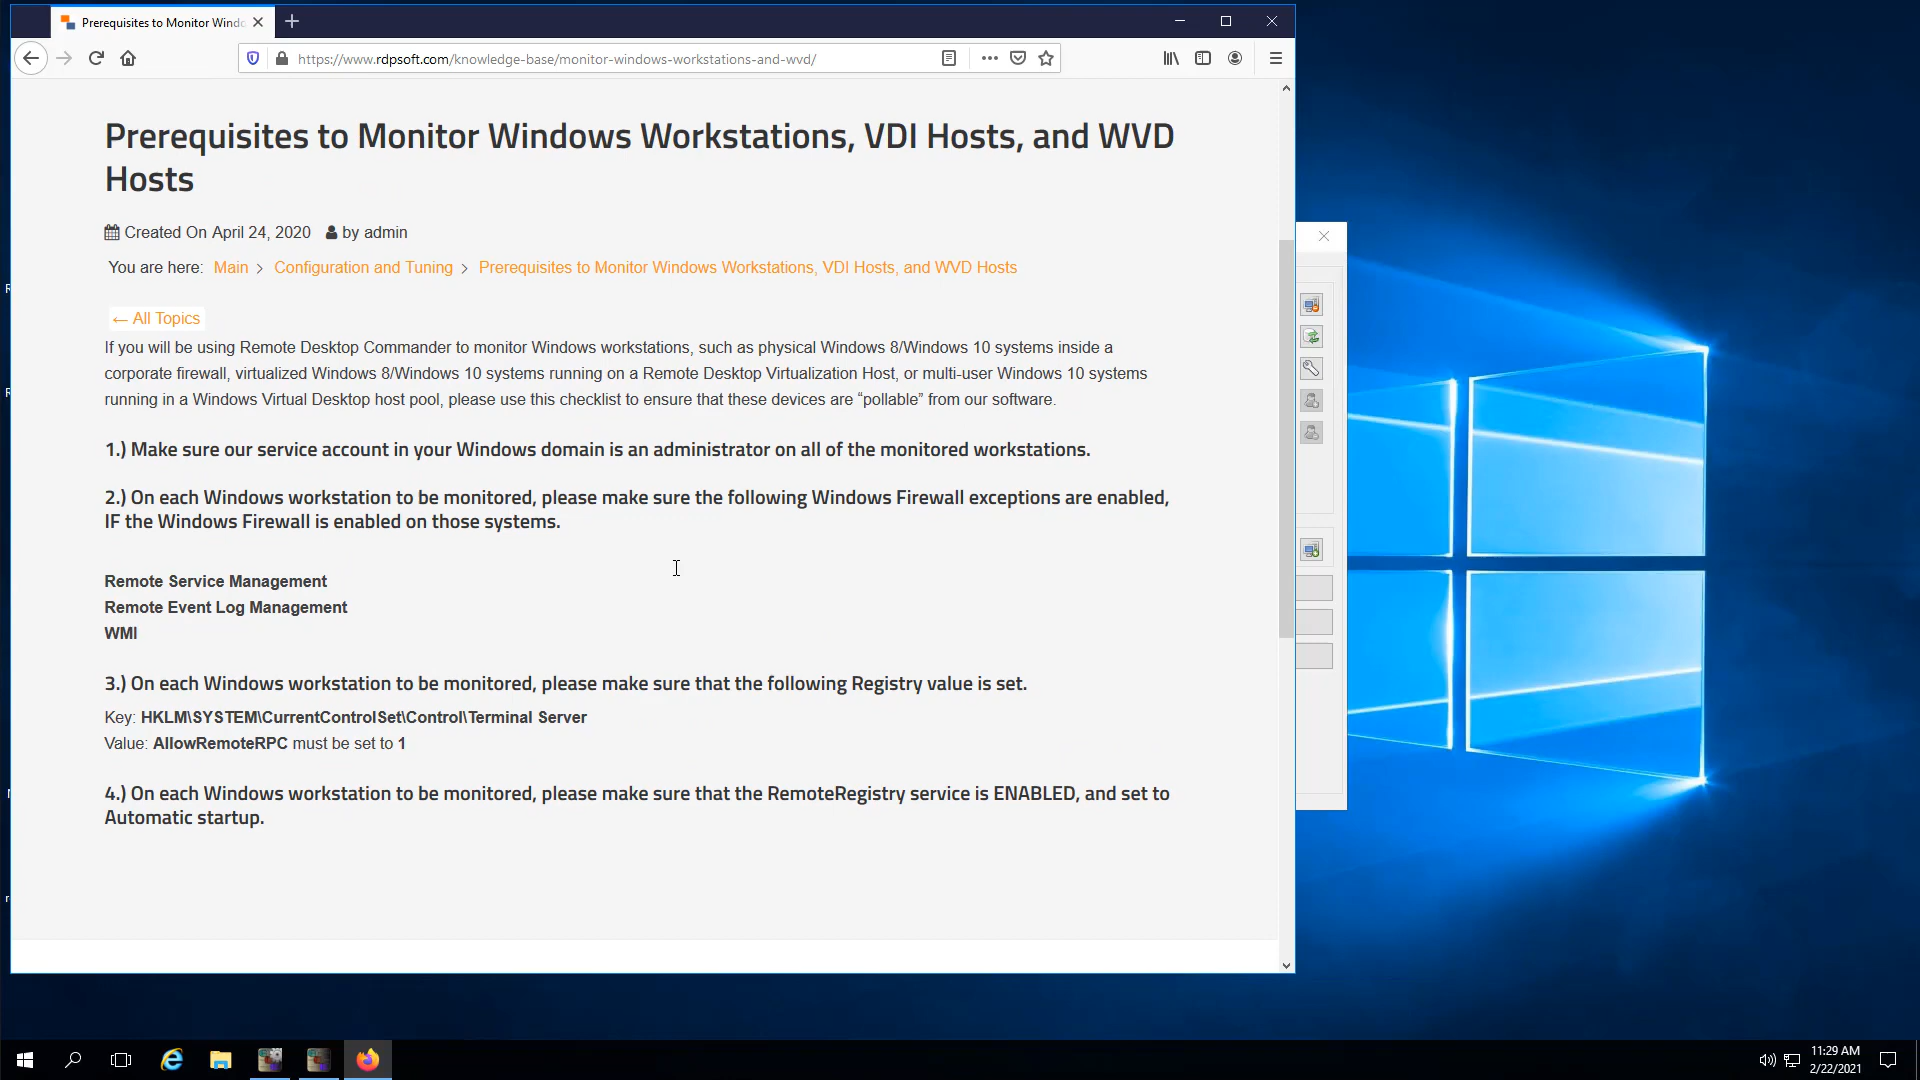 Prerequisites to Monitor Windo
https://www.rdpsoft.com/knowledge-base/monitor-windows-workstations-and-wvd/
Prerequisites to Monitor Windows Workstations, VDI Hosts, and WVD
Hosts
Created On April 24, 2020 by admin
You are here: Main > Configuration and Tuning > Prerequisites to Monitor Windows Workstations, VDI Hosts, and WVD Hosts
← All Topics
If you will be using Remote Desktop Commander to monitor Windows workstations, such as physical Windows 8/Windows 10 systems inside a
corporate firewall, virtualized Windows 8/Windows 10 systems running on a Remote Desktop Virtualization Host, or multi-user Windows 10 systems
running in a Windows Virtual Desktop host pool, please use this checklist to ensure that these devices are “pollable” from our software.
1.) Make sure our service account in your Windows domain is an administrator on all of the monitored workstations.
2.) On each Windows workstation to be monitored, please make sure the following Windows Firewall exceptions are enabled,
IF the Windows Firewall is enabled on those systems.
Remote Service Management
Remote Event Log Management
WMI
3.) On each Windows workstation to be monitored, please make sure that the following Registry value is set.
Key: HKLM\SYSTEM\CurrentControlSet\Control\Terminal Server
Value: AllowRemoteRPC must be set to 1
4.) On each Windows workstation to be monitored, please make sure that the RemoteRegistry service is ENABLED, and set to
Automatic startup.
11:29 AM
2/22/2021